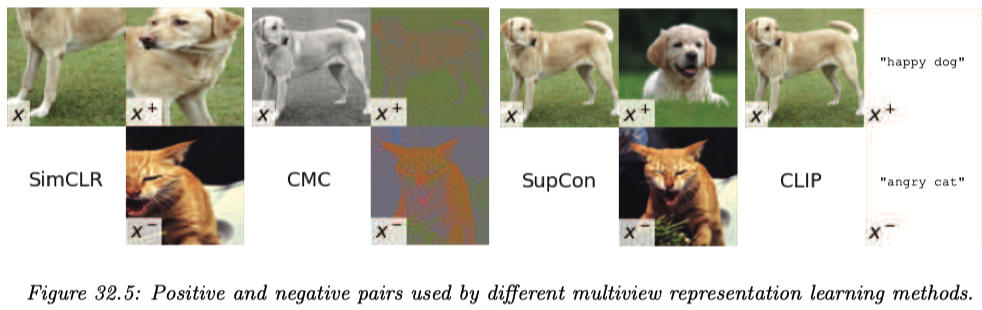 x x⁺ x x⁺ x x⁺ x "happy dog" x⁺
SimCLR x⁻ CMC x⁻ SupCon x⁻ CLIP "angry cat" x⁻
Figure 32.5: Positive and negative pairs used by different multiview representation learning methods.